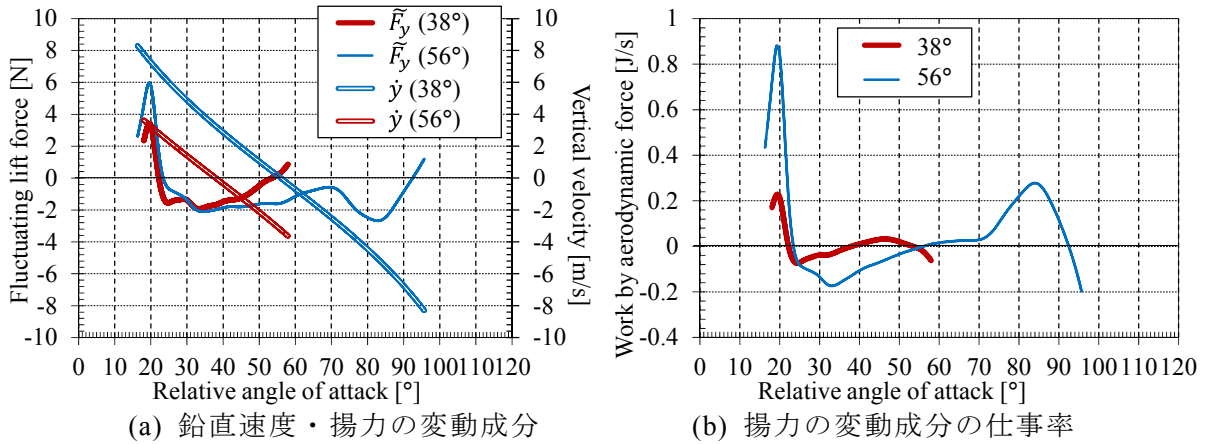 Fluctuating lift force [N]
10
8
6
4
2
0
-2
-4
-6
-8
-10
F̃y (38°)
F̃y (56°)
ẏ (38°)
ẏ (56°)
10
8
6
4
2
0
-2
-4
-6
-8
-10
Vertical velocity [m/s]
0 10 20 30 40 50 60 70 80 90 100 110 120
Relative angle of attack [°]
(a) 鉛直速度・揚力の変動成分
Work by aerodynamic force [J/s]
1
0.8
0.6
0.4
0.2
0
-0.2
-0.4
38°
56°
0 10 20 30 40 50 60 70 80 90 100 110 120
Relative angle of attack [°]
(b) 揚力の変動成分の仕事率